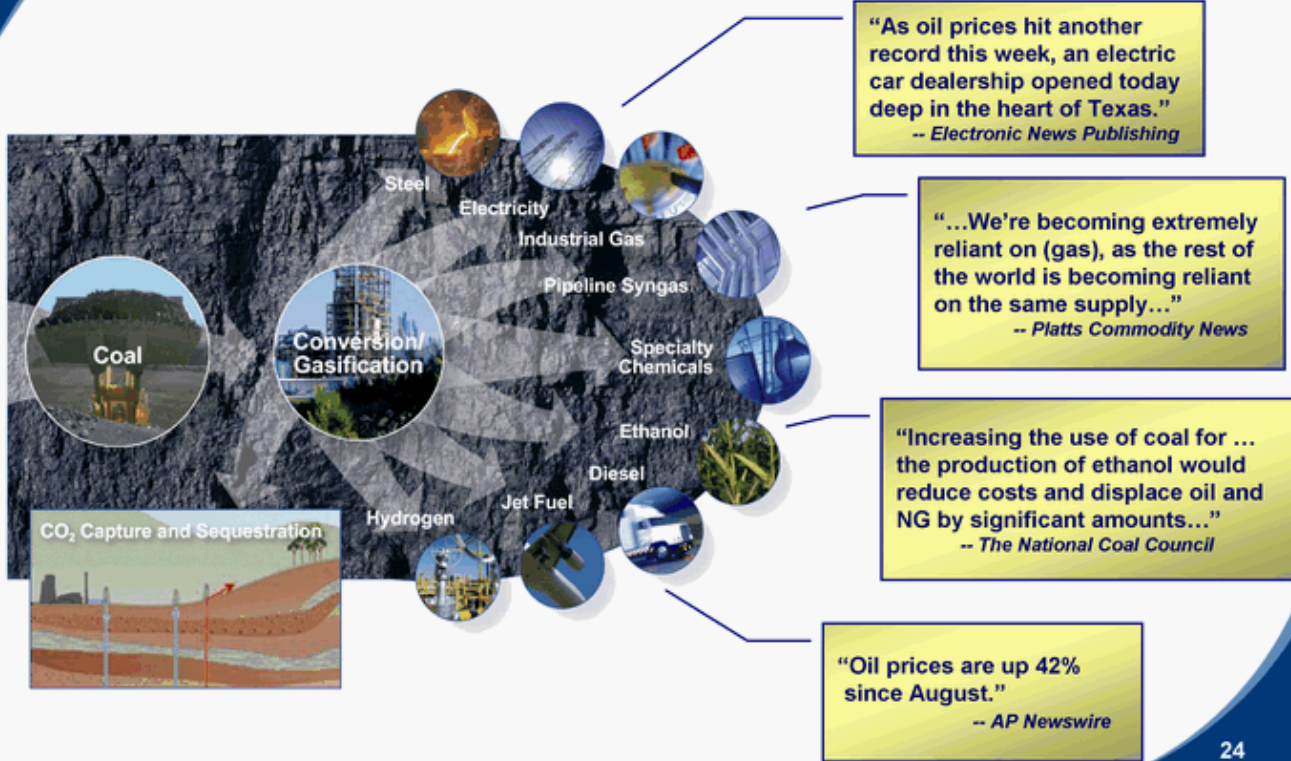 “As oil prices hit another
record this week, an electric
car dealership opened today
deep in the heart of Texas.”
-- Electronic News Publishing
Steel
Electricity
Industrial Gas
Pipeline Syngas
“…We’re becoming extremely
reliant on (gas), as the rest of
the world is becoming reliant
on the same supply…”
-- Platts Commodity News
Coal
Conversion/
Gasification
Specialty
Chemicals
Ethanol
Diesel
Jet Fuel
Hydrogen
“Increasing the use of coal for …
the production of ethanol would
reduce costs and displace oil and
NG by significant amounts…”
-- The National Coal Council
CO₂ Capture and Sequestration
“Oil prices are up 42%
since August.”
-- AP Newswire
24